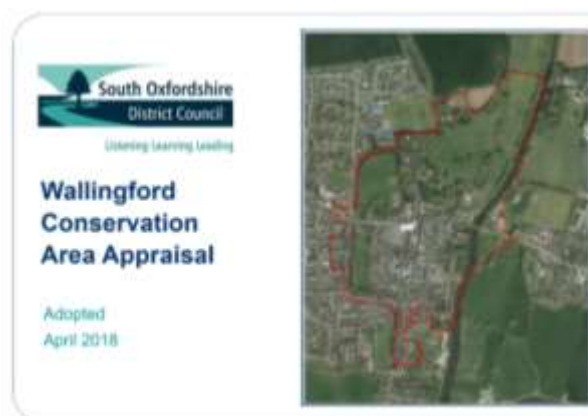 South Oxfordshire
District Council
Listening Learning Leading
Wallingford
Conservation
Area Appraisal
Adopted
April 2018